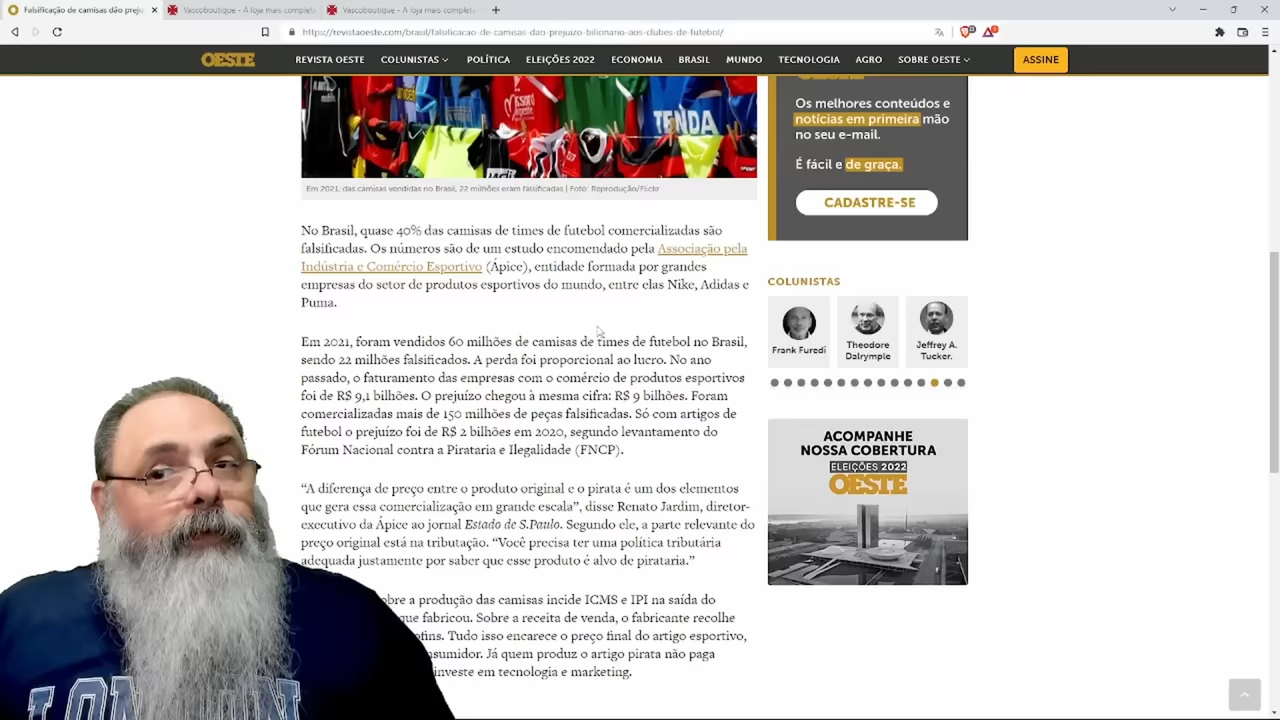 Falsificação de camisas dão preju
Vascoboutique - A loja mais complet
Vascoboutique - A loja mais complet
https://revistaoeste.com/brasil/falsificacao-de-camisas-dao-prejuizo-bilionario-aos-clubes-de-futebol/
OESTE
REVISTA OESTE
COLUNISTAS
POLÍTICA
ELEIÇÕES 2022
ECONOMIA
BRASIL
MUNDO
TECNOLOGIA
AGRO
SOBRE OESTE
ASSINE
TENDA
Em 2021, das camisas vendidas no Brasil, 22 milhões eram falsificadas | Foto: Reprodução/Flickr
No Brasil, quase 40% das camisas de times de futebol comercializadas são
falsificadas. Os números são de um estudo encomendado pela Associação pela
Indústria e Comércio Esportivo (Ápice), entidade formada por grandes
empresas do setor de produtos esportivos do mundo, entre elas Nike, Adidas e
Puma.
Em 2021, foram vendidos 60 milhões de camisas de times de futebol no Brasil,
sendo 22 milhões falsificados. A perda foi proporcional ao lucro. No ano
passado, o faturamento das empresas com o comércio de produtos esportivos
foi de R$ 9,1 bilhões. O prejuízo chegou à mesma cifra: R$ 9 bilhões. Foram
comercializadas mais de 150 milhões de peças falsificadas. Só com artigos de
futebol o prejuízo foi de R$ 2 bilhões em 2020, segundo levantamento do
Fórum Nacional contra a Pirataria e Ilegalidade (FNCP).
“A diferença de preço entre o produto original e o pirata é um dos elementos
que gera essa comercialização em grande escala”, disse Renato Jardim, diretor-
executivo da Ápice ao jornal Estado de S.Paulo. Segundo ele, a parte relevante do
preço original está na tributação. “Você precisa ter uma política tributária
adequada justamente por saber que esse produto é alvo de pirataria.”
obre a produção das camisas incide ICMS e IPI na saída do
que fabricou. Sobre a receita de venda, o fabricante recolhe
ofins. Tudo isso encarece o preço final do artigo esportivo,
nsumidor. Já quem produz o artigo pirata não paga
investe em tecnologia e marketing.
Os melhores conteúdos e
notícias em primeira mão
no seu e-mail.
É fácil e de graça.
CADASTRE-SE
COLUNISTAS
Frank Furedi
Theodore
Dalrymple
Jeffrey A.
Tucker.
ACOMPANHE
NOSSA COBERTURA
ELEIÇÕES 2022
OESTE
LONDON